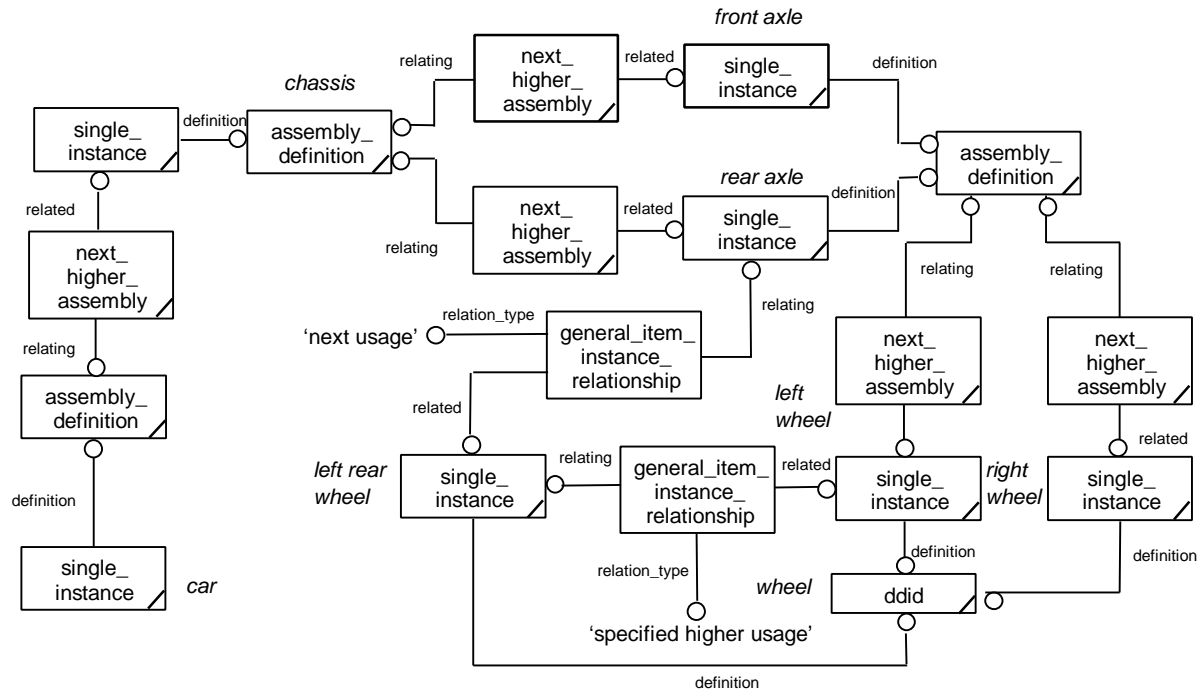 front axle
relating
next_
higher_
assembly
related
single_
instance
definition
chassis
single_
instance
definition
assembly_
definition
assembly_
definition
rear axle
related
next_
higher_
assembly
relating
next_
higher_
assembly
related
single_
instance
definition
relating
relating
relating
relation_type
‘next usage’
general_item_
instance_
relationship
next_
higher_
assembly
next_
higher_
assembly
relating
assembly_
definition
related
left
wheel
related
left rear
wheel
single_
instance
relating
general_item_
instance_
relationship
related
single_
instance
right
wheel
single_
instance
definition
single_
instance
car
relation_type
‘specified higher usage’
definition
wheel
ddid
definition
definition